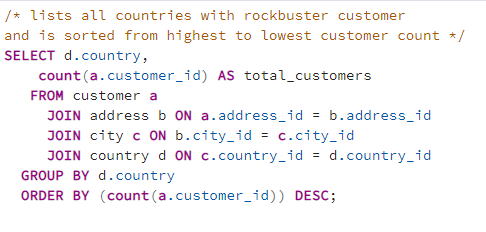 /* lists all countries with rockbuster customer
and is sorted from highest to lowest customer count */
SELECT d.country,
count(a.customer_id) AS total_customers
FROM customer a
JOIN address b ON a.address_id = b.address_id
JOIN city c ON b.city_id = c.city_id
JOIN country d ON c.country_id = d.country_id
GROUP BY d.country
ORDER BY (count(a.customer_id)) DESC;